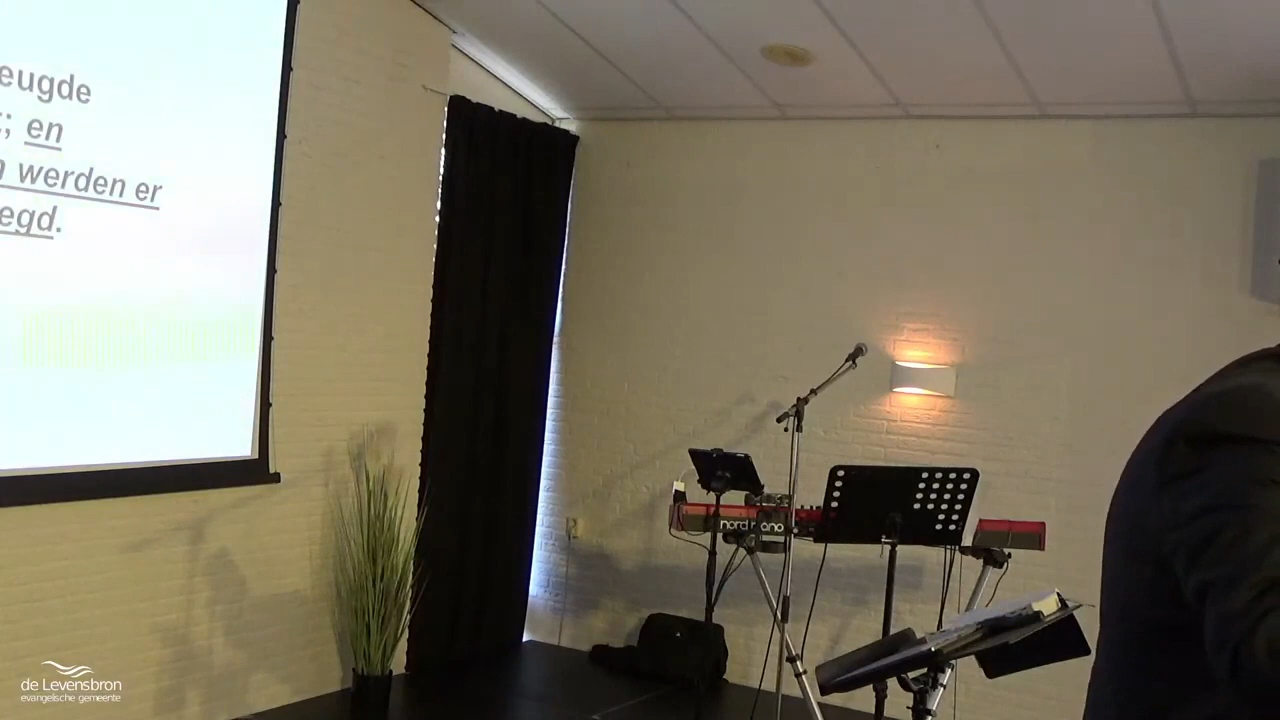 eugde
; en
werden er
egd.
nord piano
de Levensbron
evangelische gemeente